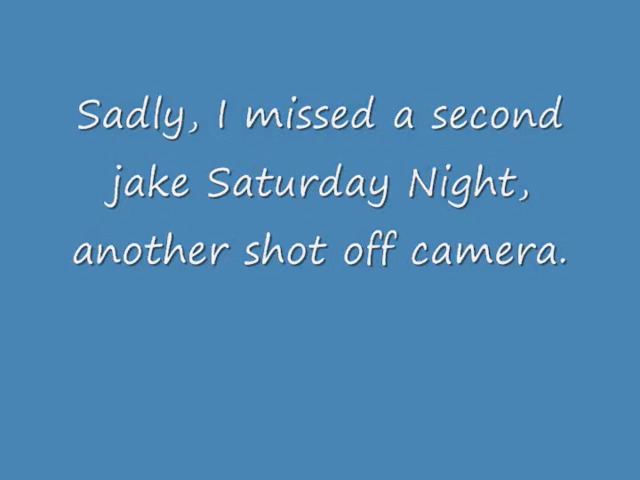 Sadly, I missed a second
jake Saturday Night,
another shot off camera.